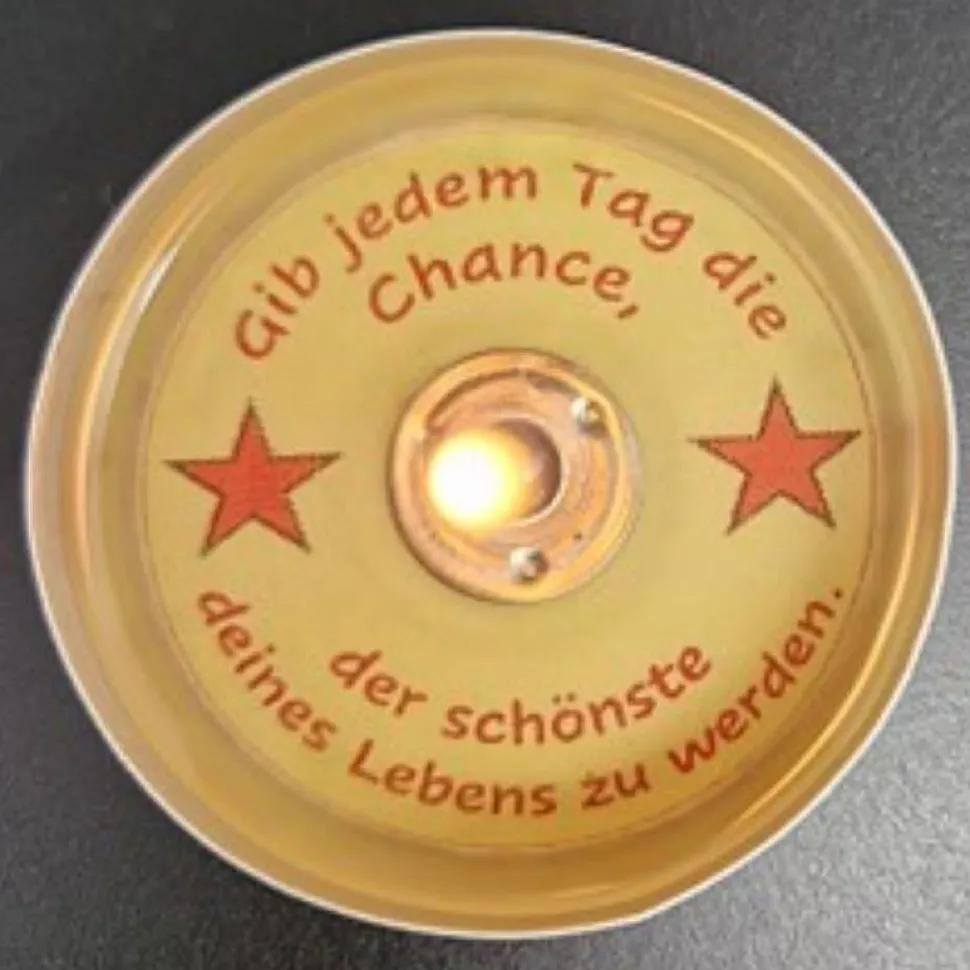 Gib jedem Tag die
Chance,
der schönste
deines Lebens zu werden.